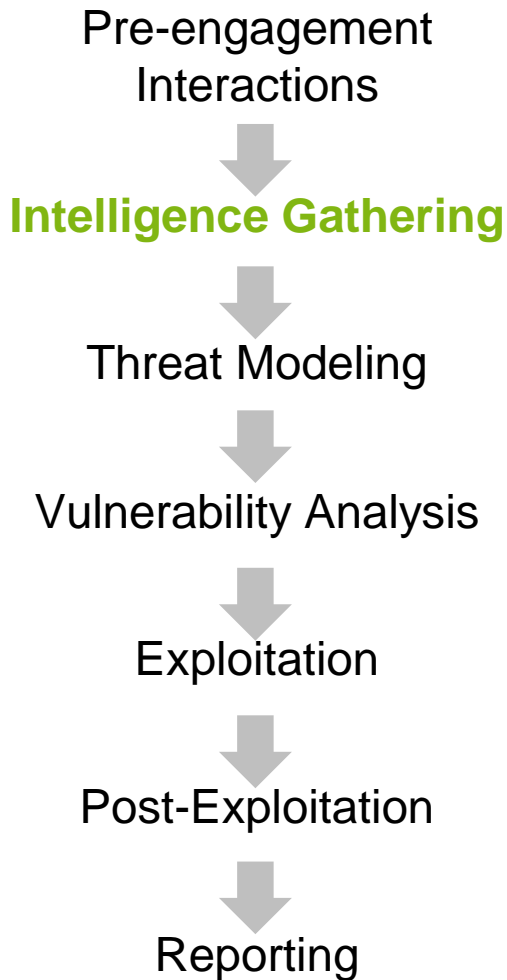 Pre-engagement
Interactions
Intelligence Gathering
Threat Modeling
Vulnerability Analysis
Exploitation
Post-Exploitation
Reporting